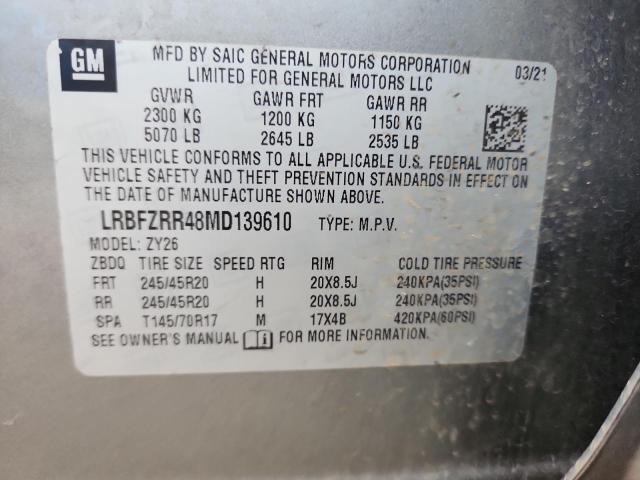 GM
MFD BY SAIC GENERAL MOTORS CORPORATION
LIMITED FOR GENERAL MOTORS LLC
03/21
GVWR GAWR FRT GAWR RR
2300 KG 1200 KG 1150 KG
5070 LB 2645 LB 2535 LB
THIS VEHICLE CONFORMS TO ALL APPLICABLE U.S. FEDERAL MOTOR
VEHICLE SAFETY AND THEFT PREVENTION STANDARDS IN EFFECT ON
THE DATE OF MANUFACTURE SHOWN ABOVE.
LRBFZRR48MD139610 TYPE: M.P.V.
MODEL: ZY26
ZBDQ TIRE SIZE SPEED RTG RIM COLD TIRE PRESSURE
FRT 245/45R20 H 20X8.5J 240KPA(35PSI)
RR 245/45R20 H 20X8.5J 240KPA(35PSI)
SPA T145/70R17 M 17X4B 420KPA(60PSI)
SEE OWNER'S MANUAL i FOR MORE INFORMATION.